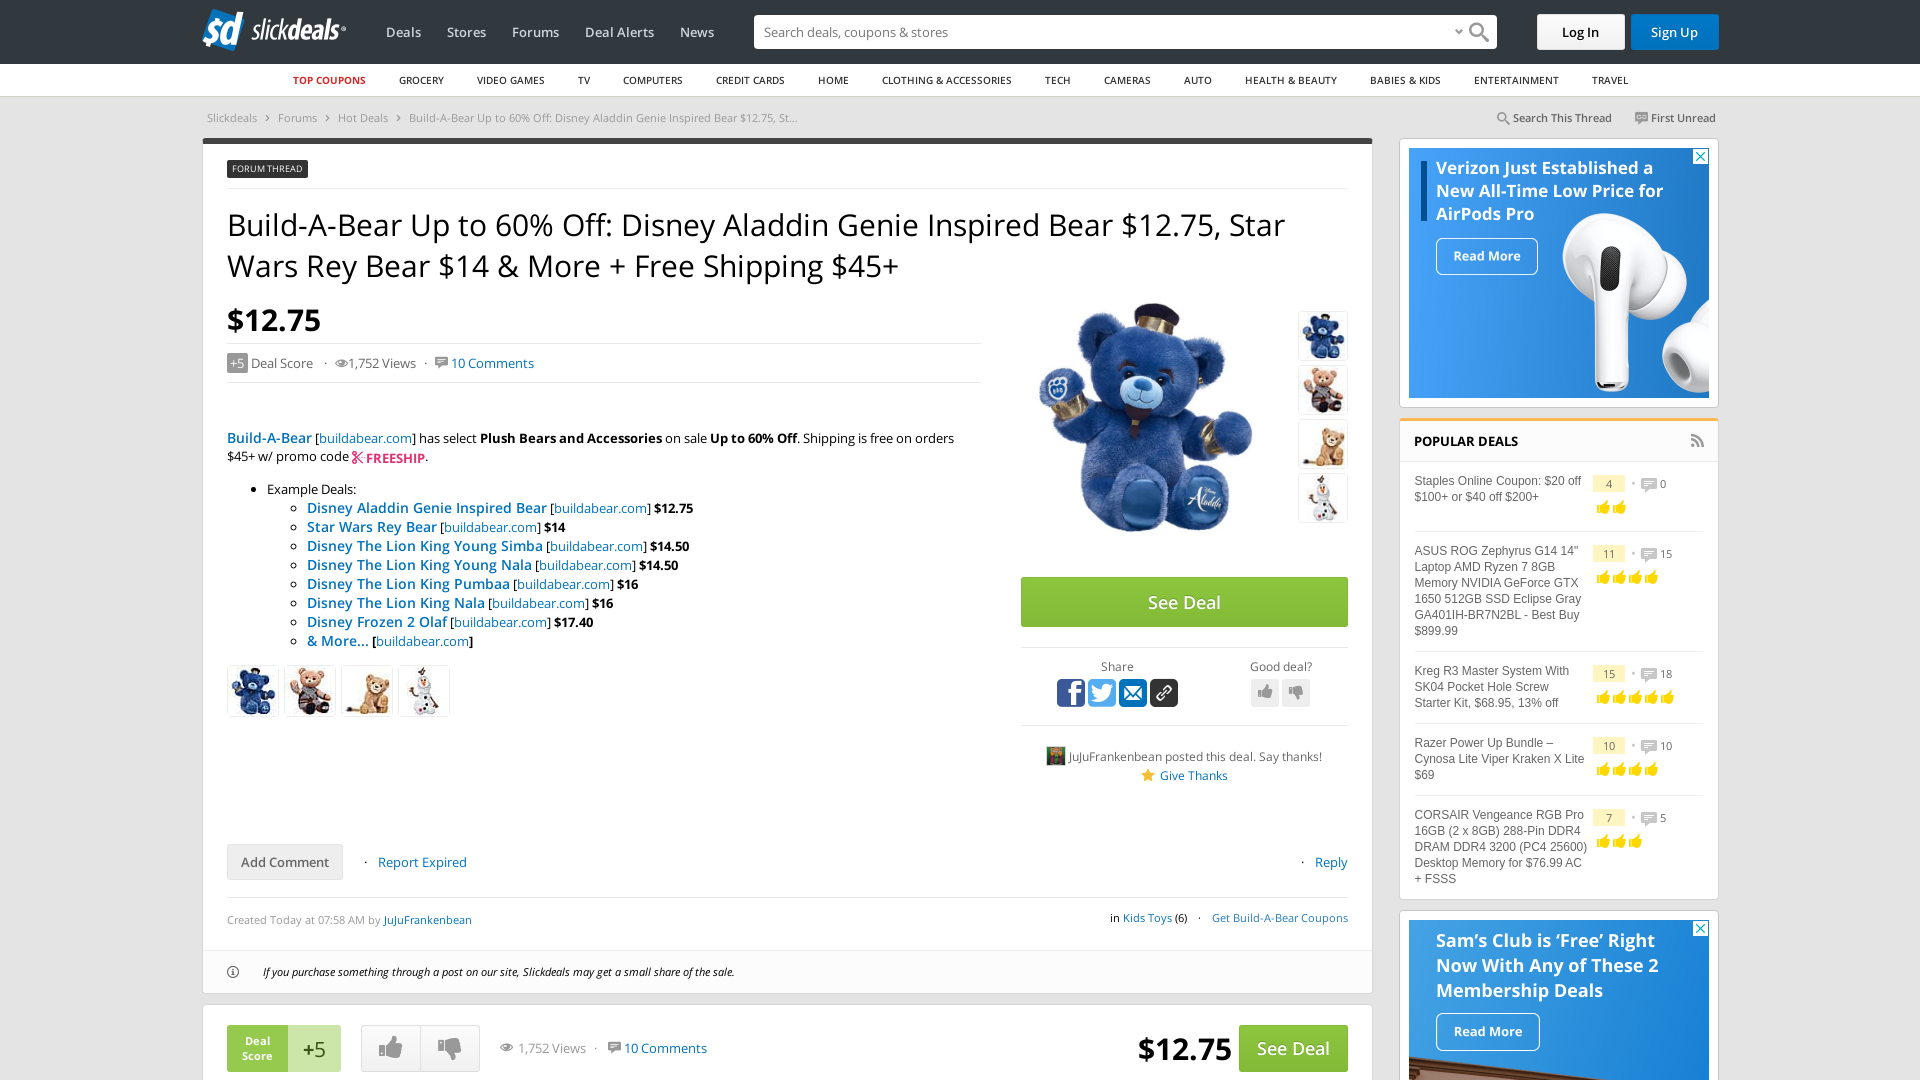 slickdeals
Deals
Stores
Forums
Deal Alerts
News
Search deals, coupons & stores
Log In
Sign Up
TOP COUPONS
GROCERY
VIDEO GAMES
TV
COMPUTERS
CREDIT CARDS
HOME
CLOTHING & ACCESSORIES
TECH
CAMERAS
AUTO
HEALTH & BEAUTY
BABIES & KIDS
ENTERTAINMENT
TRAVEL
Slickdeals > Forums > Hot Deals > Build-A-Bear Up to 60% Off: Disney Aladdin Genie Inspired Bear $12.75, St...
Search This Thread
First Unread
FORUM THREAD
Build-A-Bear Up to 60% Off: Disney Aladdin Genie Inspired Bear $12.75, Star
Wars Rey Bear $14 & More + Free Shipping $45+
$12.75
+5 Deal Score · 1,752 Views · 10 Comments
Build-A-Bear [buildabear.com] has select Plush Bears and Accessories on sale Up to 60% Off. Shipping is free on orders
$45+ w/ promo code FREESHIP.
• Example Deals:
Disney Aladdin Genie Inspired Bear [buildabear.com] $12.75
Star Wars Rey Bear [buildabear.com] $14
Disney The Lion King Young Simba [buildabear.com] $14.50
Disney The Lion King Young Nala [buildabear.com] $14.50
Disney The Lion King Pumbaa [buildabear.com] $16
Disney The Lion King Nala [buildabear.com] $16
Disney Frozen 2 Olaf [buildabear.com] $17.40
& More... [buildabear.com]
See Deal
Share
Good deal?
JuJuFrankenbean posted this deal. Say thanks!
Give Thanks
Add Comment
· Report Expired
· Reply
Created Today at 07:58 AM by JuJuFrankenbean
in Kids Toys (6) · Get Build-A-Bear Coupons
If you purchase something through a post on our site, Slickdeals may get a small share of the sale.
Deal
Score
+5
1,752 Views · 10 Comments
$12.75
See Deal
Verizon Just Established a
New All-Time Low Price for
AirPods Pro
Read More
POPULAR DEALS
Staples Online Coupon: $20 off
$100+ or $40 off $200+
4 • 0
ASUS ROG Zephyrus G14 14"
Laptop AMD Ryzen 7 8GB
Memory NVIDIA GeForce GTX
1650 512GB SSD Eclipse Gray
GA401IH-BR7N2BL - Best Buy
$899.99
11 • 15
Kreg R3 Master System With
SK04 Pocket Hole Screw
Starter Kit, $68.95, 13% off
15 • 18
Razer Power Up Bundle –
Cynosa Lite Viper Kraken X Lite
$69
10 • 10
CORSAIR Vengeance RGB Pro
16GB (2 x 8GB) 288-Pin DDR4
DRAM DDR4 3200 (PC4 25600)
Desktop Memory for $76.99 AC
+ FSSS
7 • 5
Sam's Club is ‘Free’ Right
Now With Any of These 2
Membership Deals
Read More